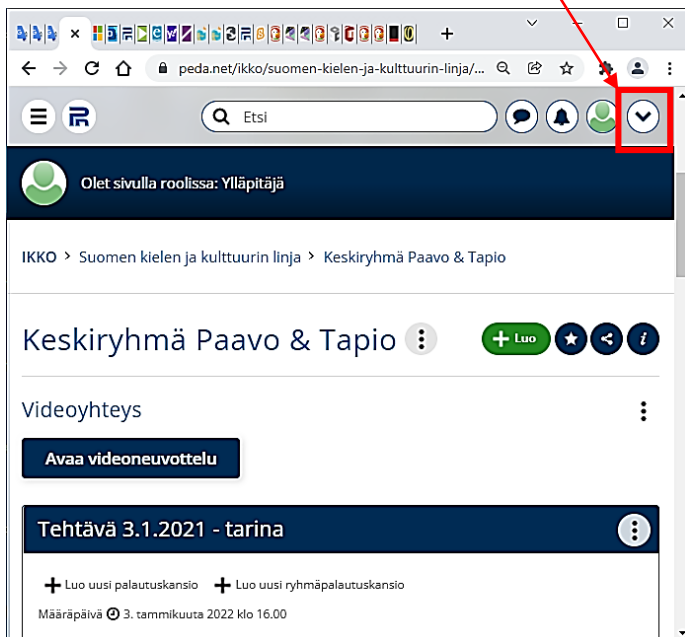 peda.net/ikko/suomen-kielen-ja-kulttuurin-linja/...
Etsi
Olet sivulla roolissa: Ylläpitäjä
IKKO > Suomen kielen ja kulttuurin linja > Keskiryhmä Paavo & Tapio
Keskiryhmä Paavo & Tapio
+ Luo
Videoyhteys
Avaa videoneuvottelu
Tehtävä 3.1.2021 - tarina
+ Luo uusi palautuskansio + Luo uusi ryhmäpalautuskansio
Määräpäivä 3. tammikuuta 2022 klo 16.00